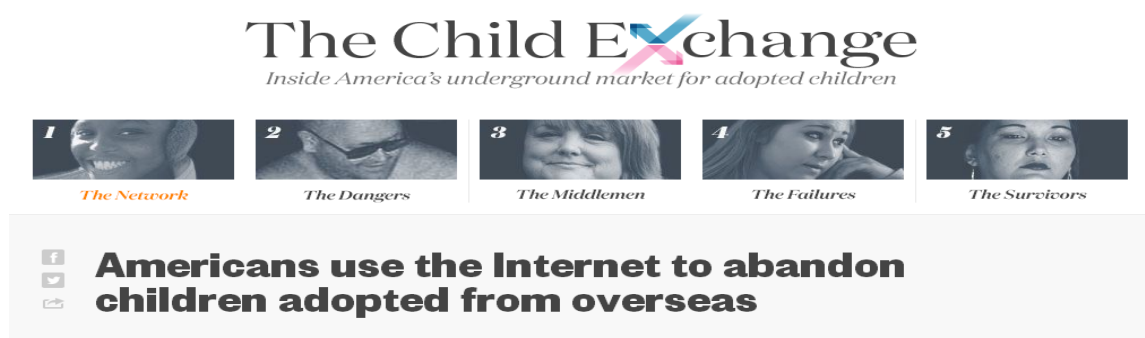 The Child Exchange
Inside America's underground market for adopted children
1
2
3
4
5
The Network
The Dangers
The Middlemen
The Failures
The Survivors
Americans use the Internet to abandon
children adopted from overseas